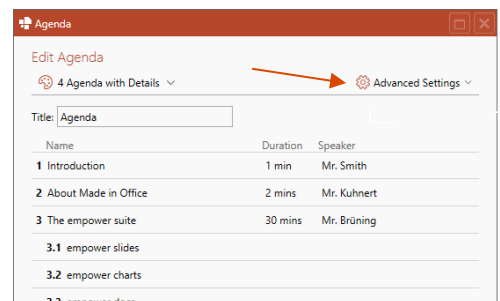 Agenda
Edit Agenda
4 Agenda with Details
Advanced Settings
Title: Agenda
Name Duration Speaker
1 Introduction 1 min Mr. Smith
2 About Made in Office 2 mins Mr. Kuhnert
3 The empower suite 30 mins Mr. Brüning
3.1 empower slides
3.2 empower charts